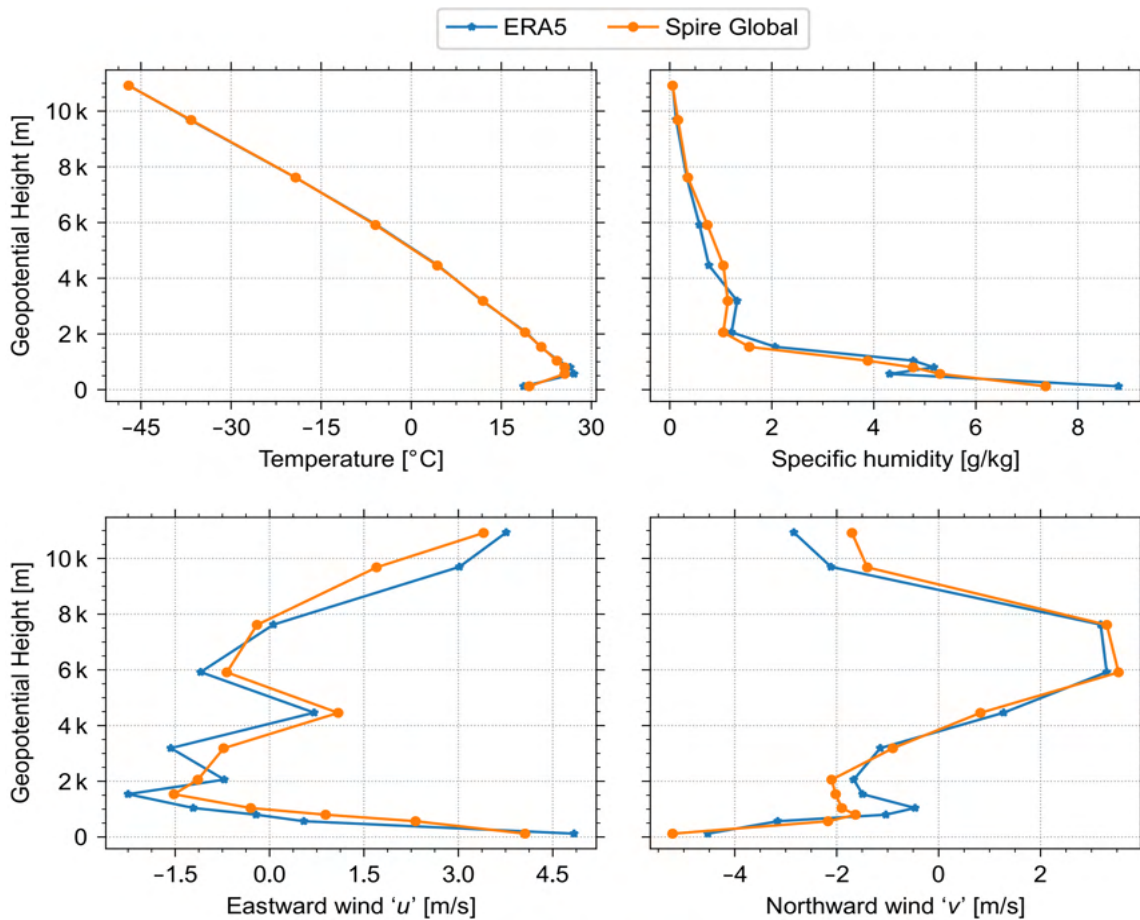 ERA5 Spire Global
Geopotential Height [m]
10 k
8 k
6 k
4 k
2 k
0
−45 −30 −15 0 15 30
Temperature [°C]
0 2 4 6 8
Specific humidity [g/kg]
Geopotential Height [m]
10 k
8 k
6 k
4 k
2 k
0
−1.5 0.0 1.5 3.0 4.5
Eastward wind ‘u’ [m/s]
−4 −2 0 2
Northward wind ‘v’ [m/s]